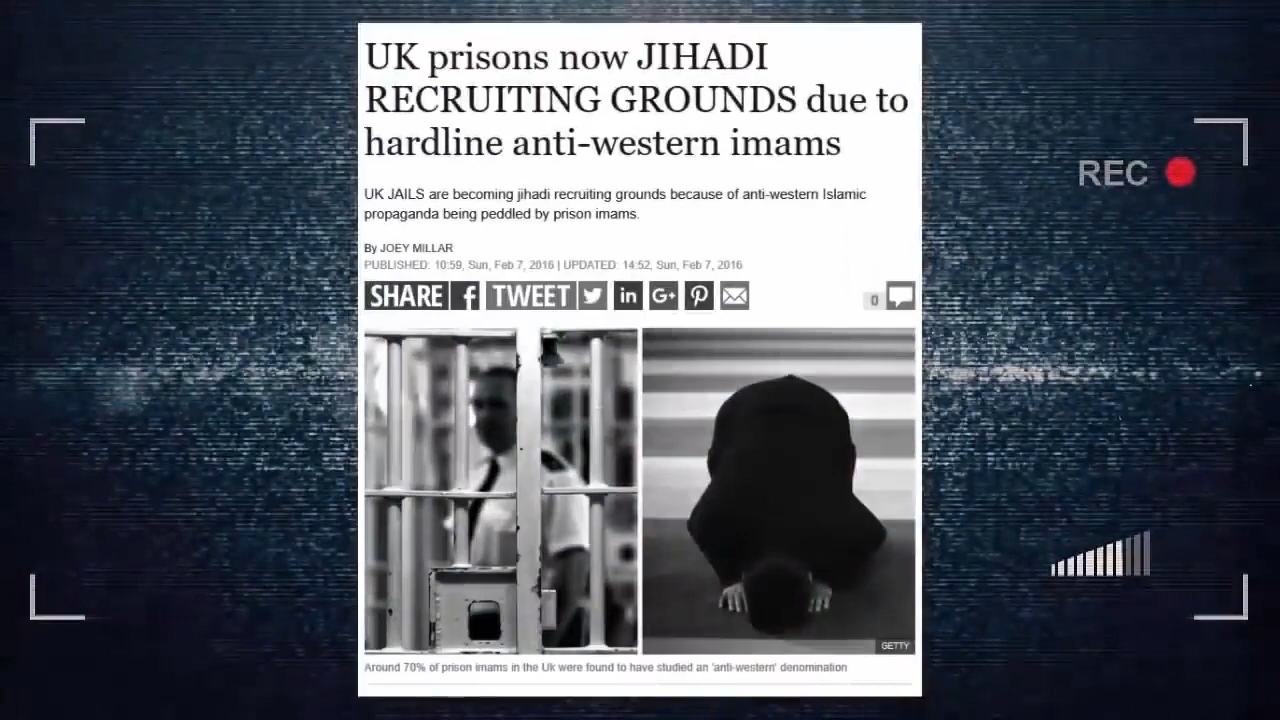 UK prisons now JIHADI
RECRUITING GROUNDS due to
hardline anti-western imams
REC
UK JAILS are becoming jihadi recruiting grounds because of anti-western Islamic
propaganda being peddled by prison imams.
By JOEY MILLAR
PUBLISHED: 10:59, Sun, Feb 7, 2016 | UPDATED: 14:52, Sun, Feb 7, 2016
SHARE f TWEET in G+ 0
GETTY
Around 70% of prison imams in the Uk were found to have studied an 'anti-western' denomination